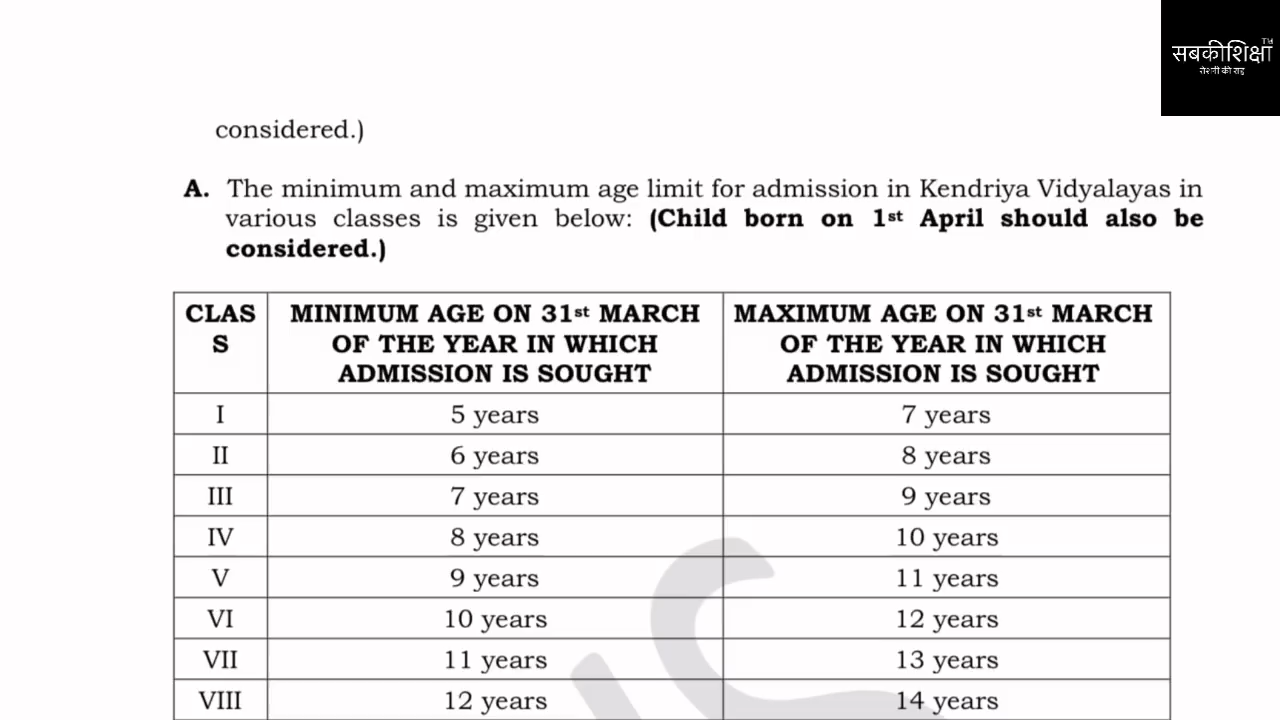 सबकीशिक्षा™
रोशनी की राह
considered.)
A. The minimum and maximum age limit for admission in Kendriya Vidyalayas in
various classes is given below: (Child born on 1st April should also be
considered.)
CLAS
S
MINIMUM AGE ON 31st MARCH
OF THE YEAR IN WHICH
ADMISSION IS SOUGHT
MAXIMUM AGE ON 31st MARCH
OF THE YEAR IN WHICH
ADMISSION IS SOUGHT
I 5 years 7 years
II 6 years 8 years
III 7 years 9 years
IV 8 years 10 years
V 9 years 11 years
VI 10 years 12 years
VII 11 years 13 years
VIII 12 years 14 years